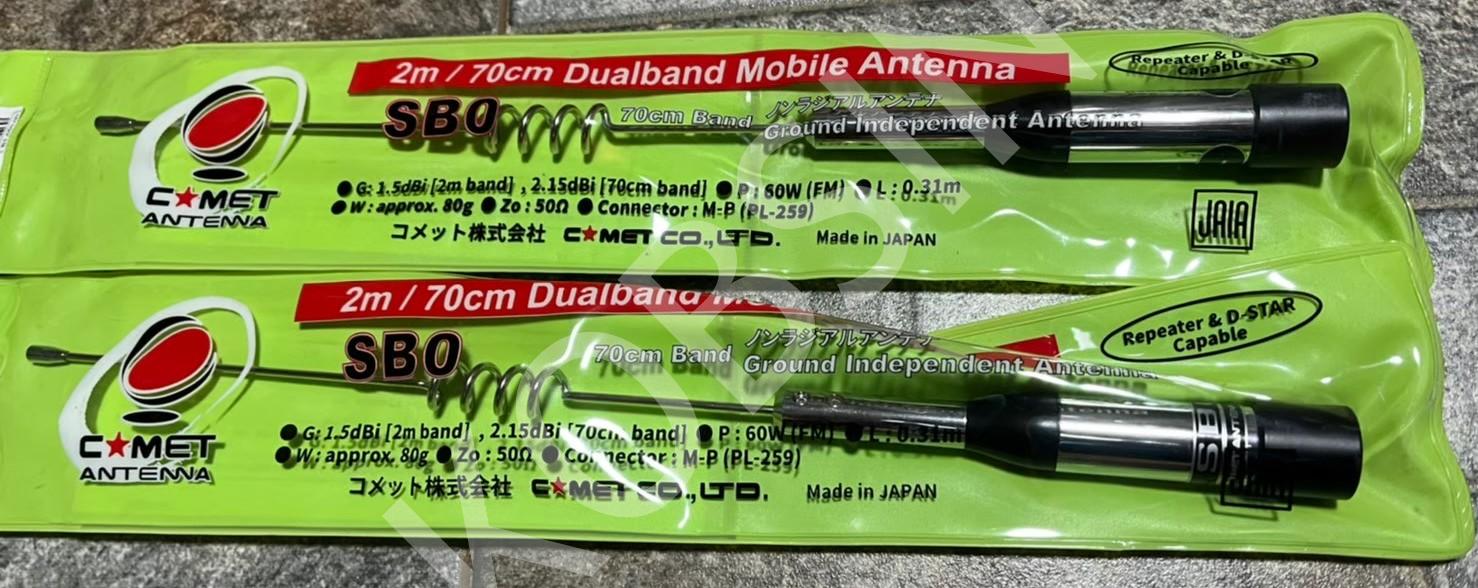 2m / 70cm Dualband Mobile Antenna
Repeater & D-STAR
Capable
SB0
70cm Band
ノンラジアルアンテナ
Ground Independent Antenna
C★MET
ANTENNA
●G: 1.5dBi [2m band] , 2.15dBi [70cm band] ●P : 60W (FM) ●L : 0.31m
●W : approx. 80g ●Zo : 50Ω ●Connector : M-P (PL-259)
コメット株式会社 C★MET CO., LTD. Made in JAPAN
JAIA
2m / 70cm Dualband
Repeater & D-STAR
Capable
SB0
70cm Band
ノンラジアルアンテナ
Ground Independent Antenna
C★MET
ANTENNA
●G: 1.5dBi [2m band] , 2.15dBi [70cm band] ●P : 60W (FM) ●L : 0.31m
●W : approx. 80g ●Zo : 50Ω ●Connector : M-P (PL-259)
コメット株式会社 C★MET CO., LTD. Made in JAPAN
SB